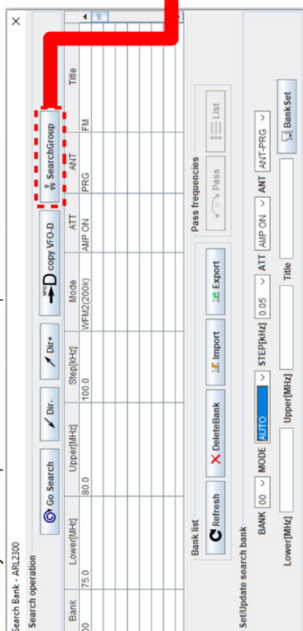 Search Bank - ARL2300
Search operation
Go Search Dir- Dir+ VFO D copy VFO-D SearchGroup
Bank Lower[MHz] Upper[MHz] Step[kHz] Mode ATT ANT Title
00 75.0 80.0 100.0 WFM2(200k) AMP ON PRG FM
Bank list
Refresh DeleteBank Import Export
Pass frequencies
Pass List
Set/Update search bank
BANK 00 MODE AUTO STEP[kHz] 0.05 ATT AMP ON ANT ANT-PRG
Lower[MHz] Upper[MHz] Title BankSet